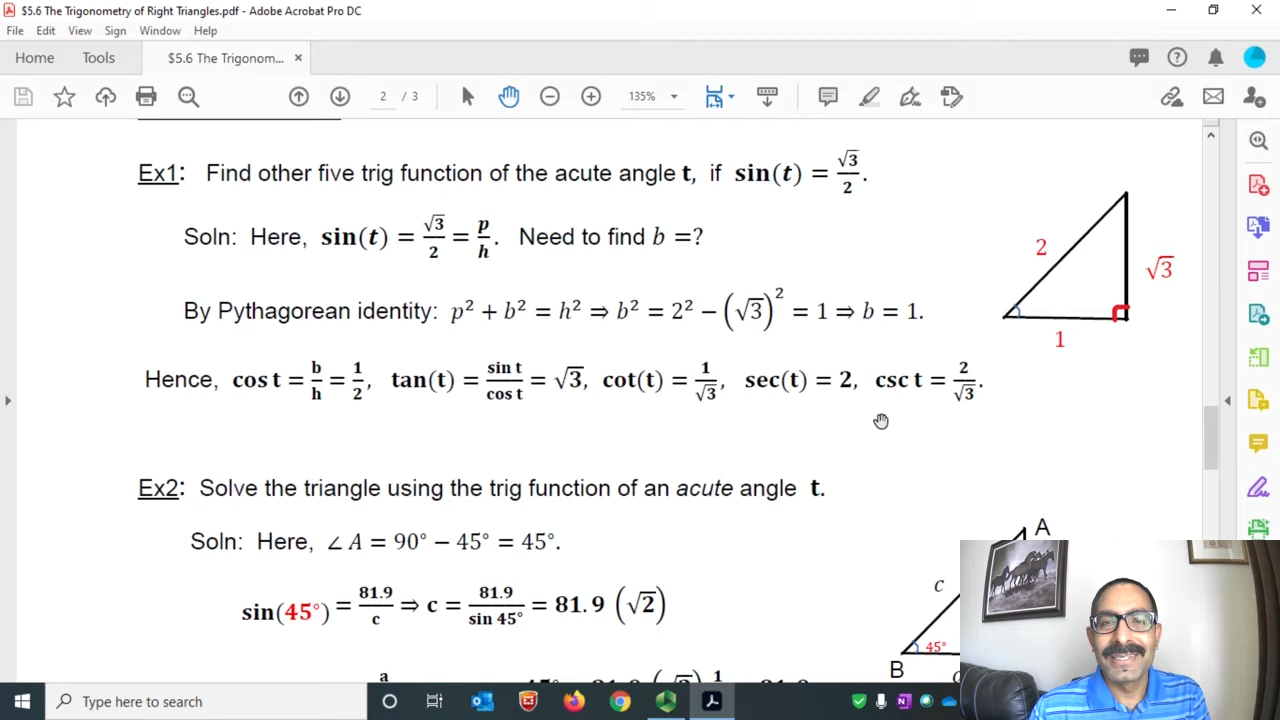 $5.6 The Trigonometry of Right Triangles.pdf - Adobe Acrobat Pro DC
File Edit View Window Sign Help
Home Tools $5.6 The Trigonom... ×
2 / 3 135%
Ex1: Find other five trig function of the acute angle t, if sin(t) = √3/2.
Soln: Here, sin(t) = √3/2 = p/h. Need to find b =?
2
√3
1
By Pythagorean identity: p² + b² = h² ⇒ b² = 2² − (√3)² = 1 ⇒ b = 1.
Hence, cos t = b/h = 1/2, tan(t) = sin t/cos t = √3, cot(t) = 1/√3, sec(t) = 2, csc t = 2/√3.
Ex2: Solve the triangle using the trig function of an acute angle t.
Soln: Here, ∠ A = 90° − 45° = 45°.
sin(45°) = 81.9/c ⇒ c = 81.9/sin 45° = 81.9 (√2)
A
c
45°
B
Type here to search